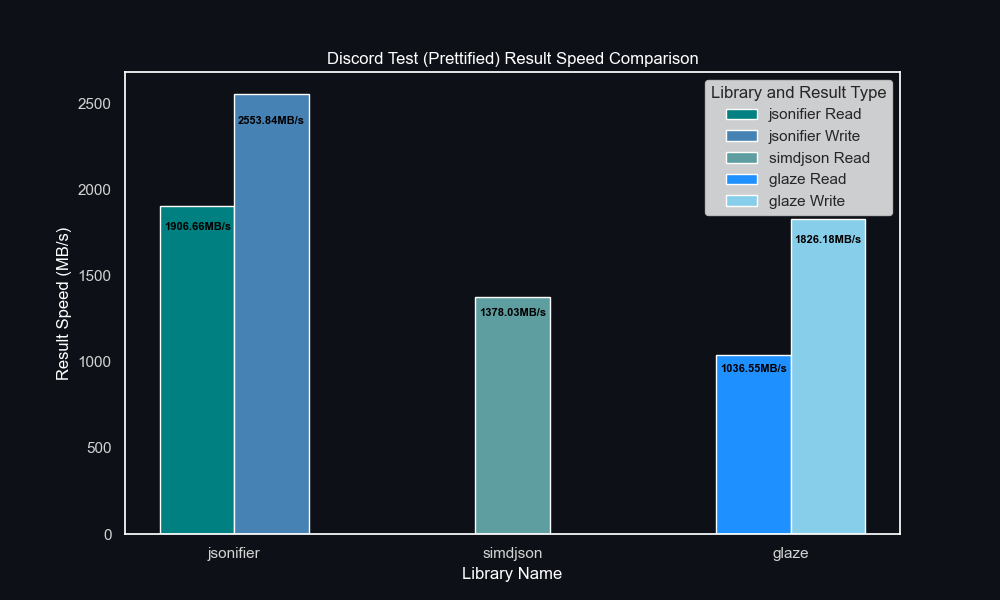 Discord Test (Prettified) Result Speed Comparison
Library and Result Type
jsonifier Read
jsonifier Write
simdjson Read
glaze Read
glaze Write
2500
2000
1500
1000
500
0
Result Speed (MB/s)
1906.66MB/s
2553.84MB/s
1378.03MB/s
1036.55MB/s
1826.18MB/s
jsonifier
simdjson
glaze
Library Name